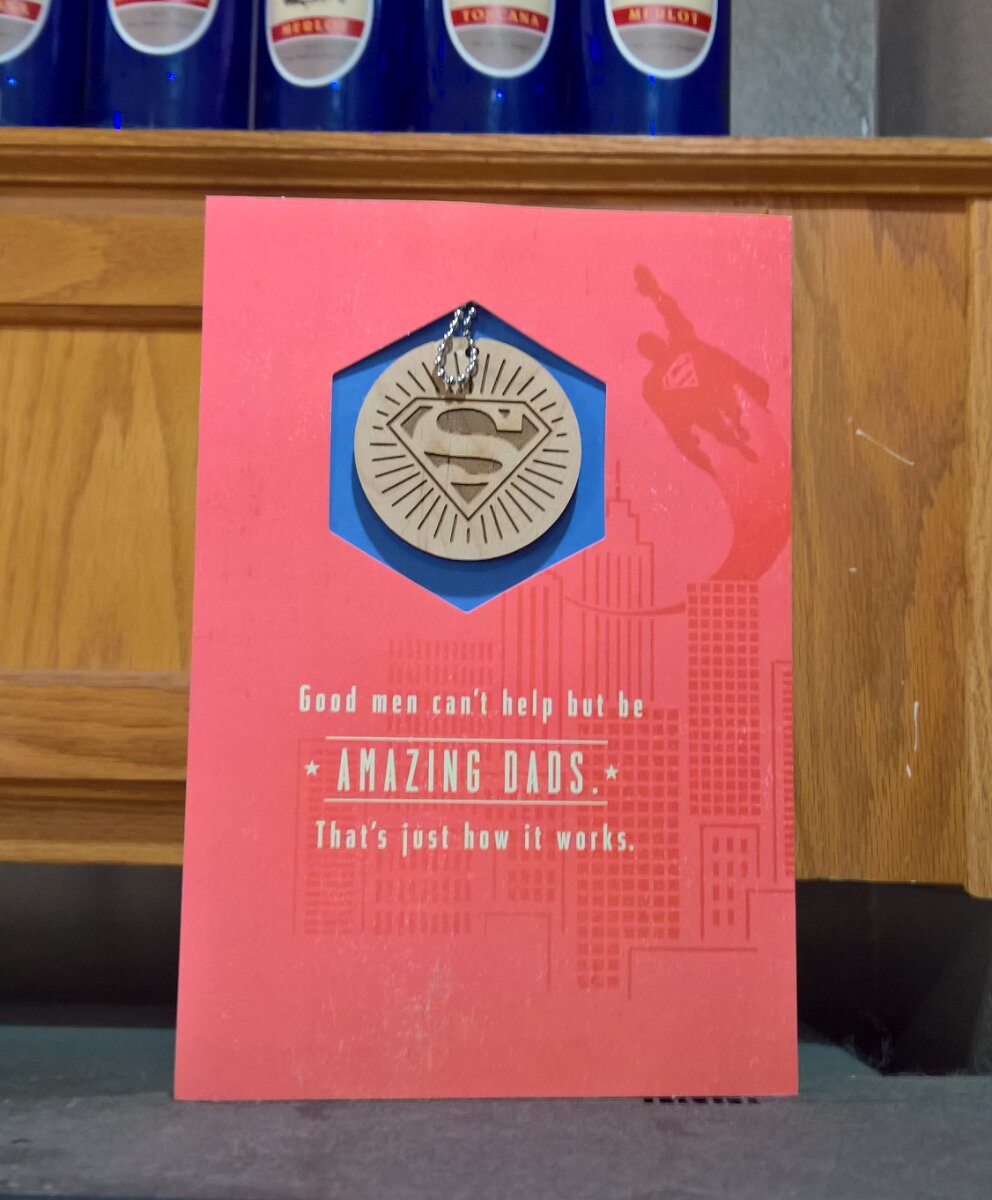 MERLOT
TOSCANA
MERLOT
S
Good men can't help but be
AMAZING DADS.
That's just how it works.